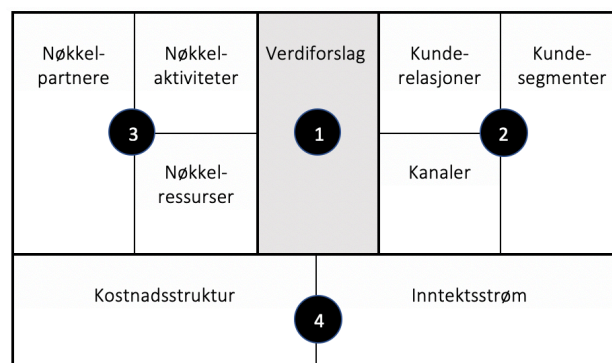 Nøkkel-
partnere
Nøkkel-
aktiviteter
Nøkkel-
ressurser
3
Verdiforslag
1
Kunde-
relasjoner
Kanaler
Kunde-
segmenter
2
Kostnadsstruktur
Inntektsstrøm
4